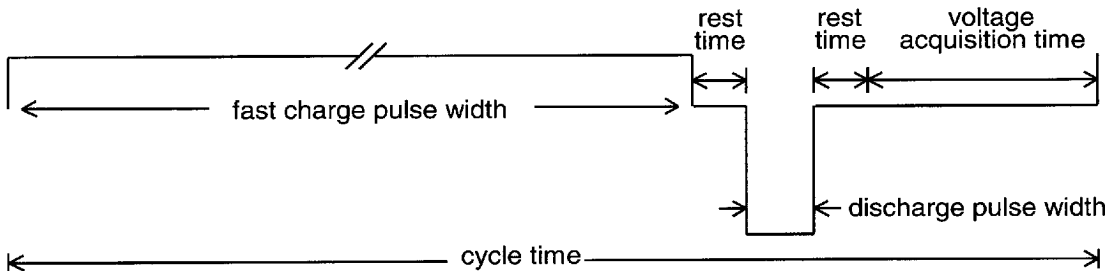 rest
time
rest
time
voltage
acquisition time
fast charge pulse width
discharge pulse width
cycle time